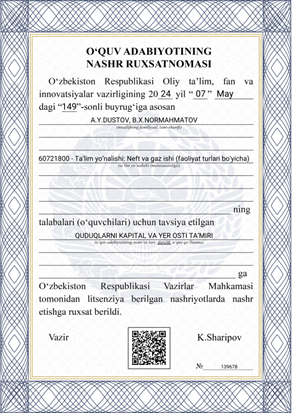 O‘QUV ADABIYOTINING
NASHR RUXSATNOMASI
O‘zbekiston Respublikasi Oliy ta’lim, fan va
innovatsiyalar vazirligining 20 24 yil “ 07 ” May
dagi “149”-sonli buyrug‘iga asosan
A.Y.DUSTOV, B.X.NORMAHMATOV
(muallifning familiyasi, ismi-sharifi)
60721800 - Ta'lim yo'nalishi: Neft va gaz ishi (faoliyat turlari bo'yicha)
(ta’lim yo‘nalishi (mutaxassisligi))
ning
talabalari (o‘quvchilari) uchun tavsiya etilgan
QUDUQLARNI KAPITAL VA YER OSTI TA'MIRI
(o‘quv adabiyotining nomi va turi: darslik, o‘quv qo‘llanma)
ga
O‘zbekiston Respublikasi Vazirlar Mahkamasi
tomonidan litsenziya berilgan nashriyotlarda nashr
etishga ruxsat berildi.
Vazir K.Sharipov
№ 139678